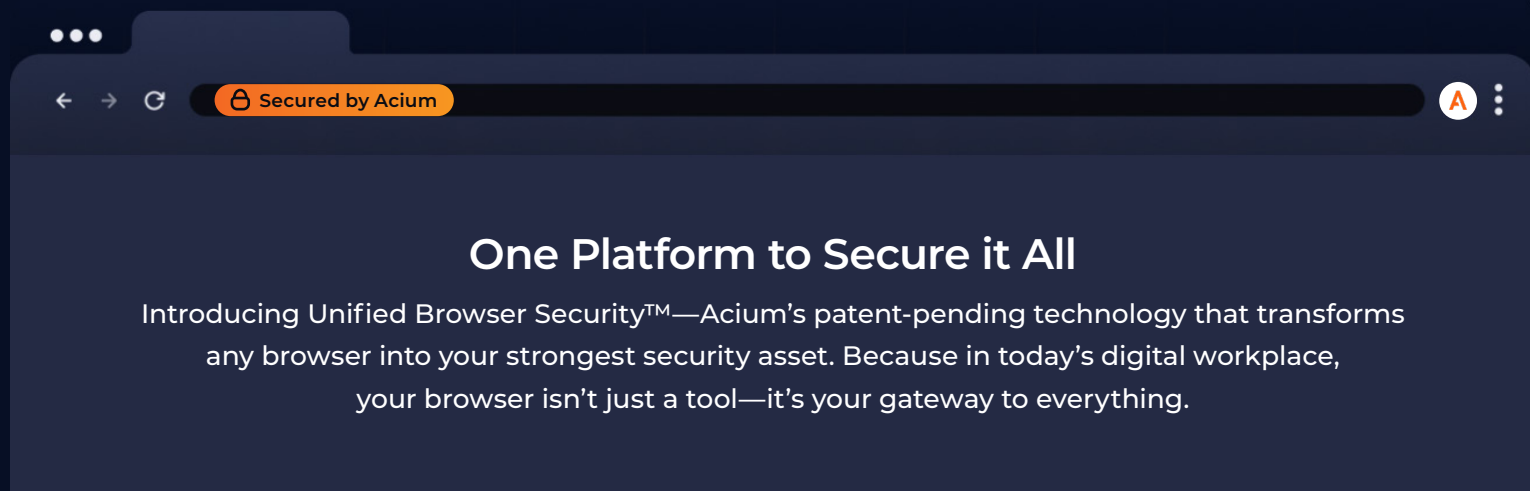 Secured by Acium
One Platform to Secure it All
Introducing Unified Browser Security™—Acium’s patent-pending technology that transforms
any browser into your strongest security asset. Because in today’s digital workplace,
your browser isn’t just a tool—it’s your gateway to everything.